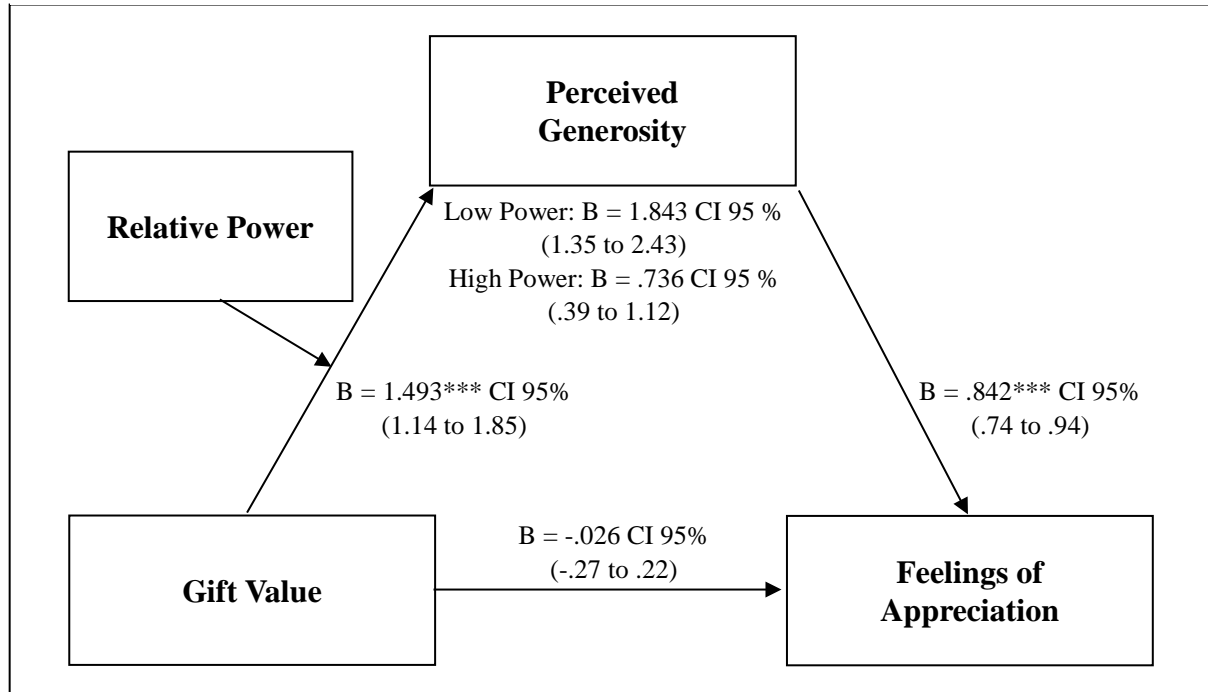 Perceived
Generosity
Relative Power
Low Power: B = 1.843 CI 95 %
(1.35 to 2.43)
High Power: B = .736 CI 95 %
(.39 to 1.12)
B = 1.493*** CI 95%
(1.14 to 1.85)
B = .842*** CI 95%
(.74 to .94)
B = -.026 CI 95%
(-.27 to .22)
Gift Value
Feelings of
Appreciation